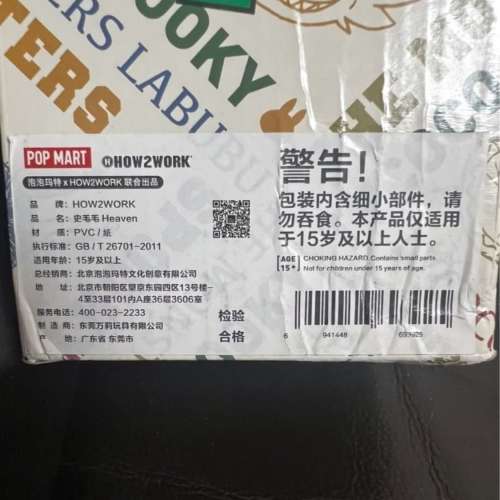 OOKY
ERS LABUBU
TERS
POP MART HOW2WORK
泡泡玛特 x HOW2WORK 联合出品
品 牌: HOW2WORK
品 名: 史毛毛 Heaven
材 质: PVC/紙
执行标准: GB/T 26701-2011
适用年龄: 15岁及以上
总经销商: 北京泡泡玛特文化创意有限公司
地 址: 北京市朝阳区望京东园四区13号楼-
4至33层101内A座36层3606室
服务电话: 400-023-2233
制 造 商: 东莞万莉玩具有限公司
产 地: 广东省 东莞市
检验
合格
警告!
包装内含细小部件，请
勿吞食。本产品仅适用
于15岁及以上人士。
AGE 15+
CHOKING HAZARD. Contains small parts.
Not for children under 15 years of age.
6 941448